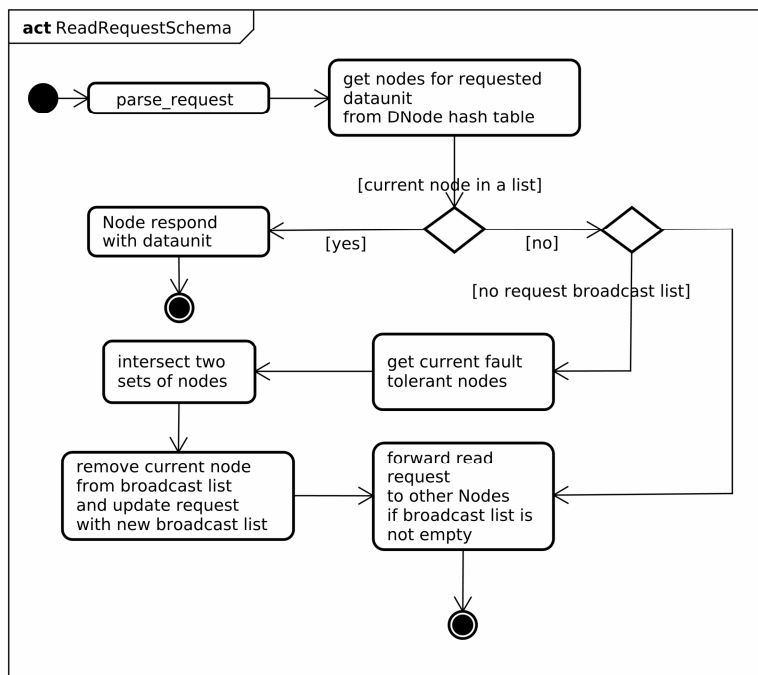 act ReadRequestSchema
parse_request
get nodes for requested
dataunit
from DNode hash table
[current node in a list]
Node respond
with dataunit
[yes]
[no]
[no request broadcast list]
intersect two
sets of nodes
get current fault
tolerant nodes
remove current node
from broadcast list
and update request
with new broadcast list
forward read
request
to other Nodes
if broadcast list is
not empty